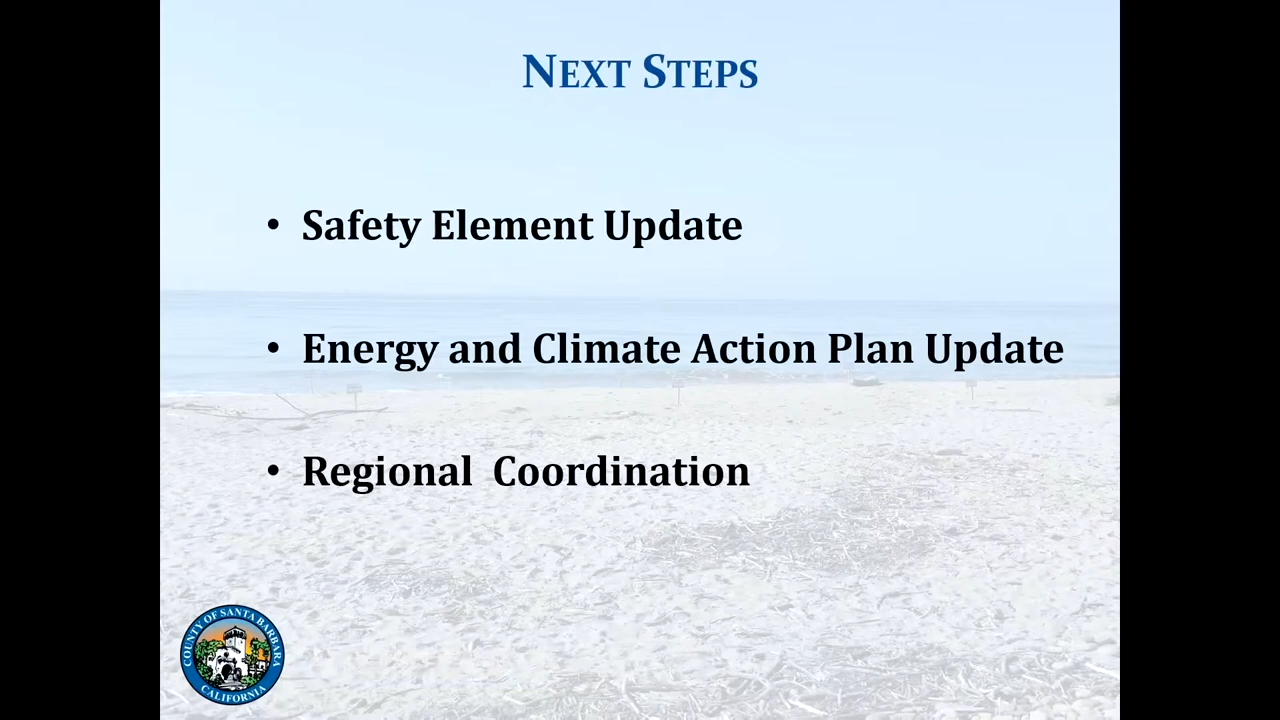 NEXT STEPS
• Safety Element Update
• Energy and Climate Action Plan Update
• Regional  Coordination
COUNTY OF SANTA BARBARA
CALIFORNIA